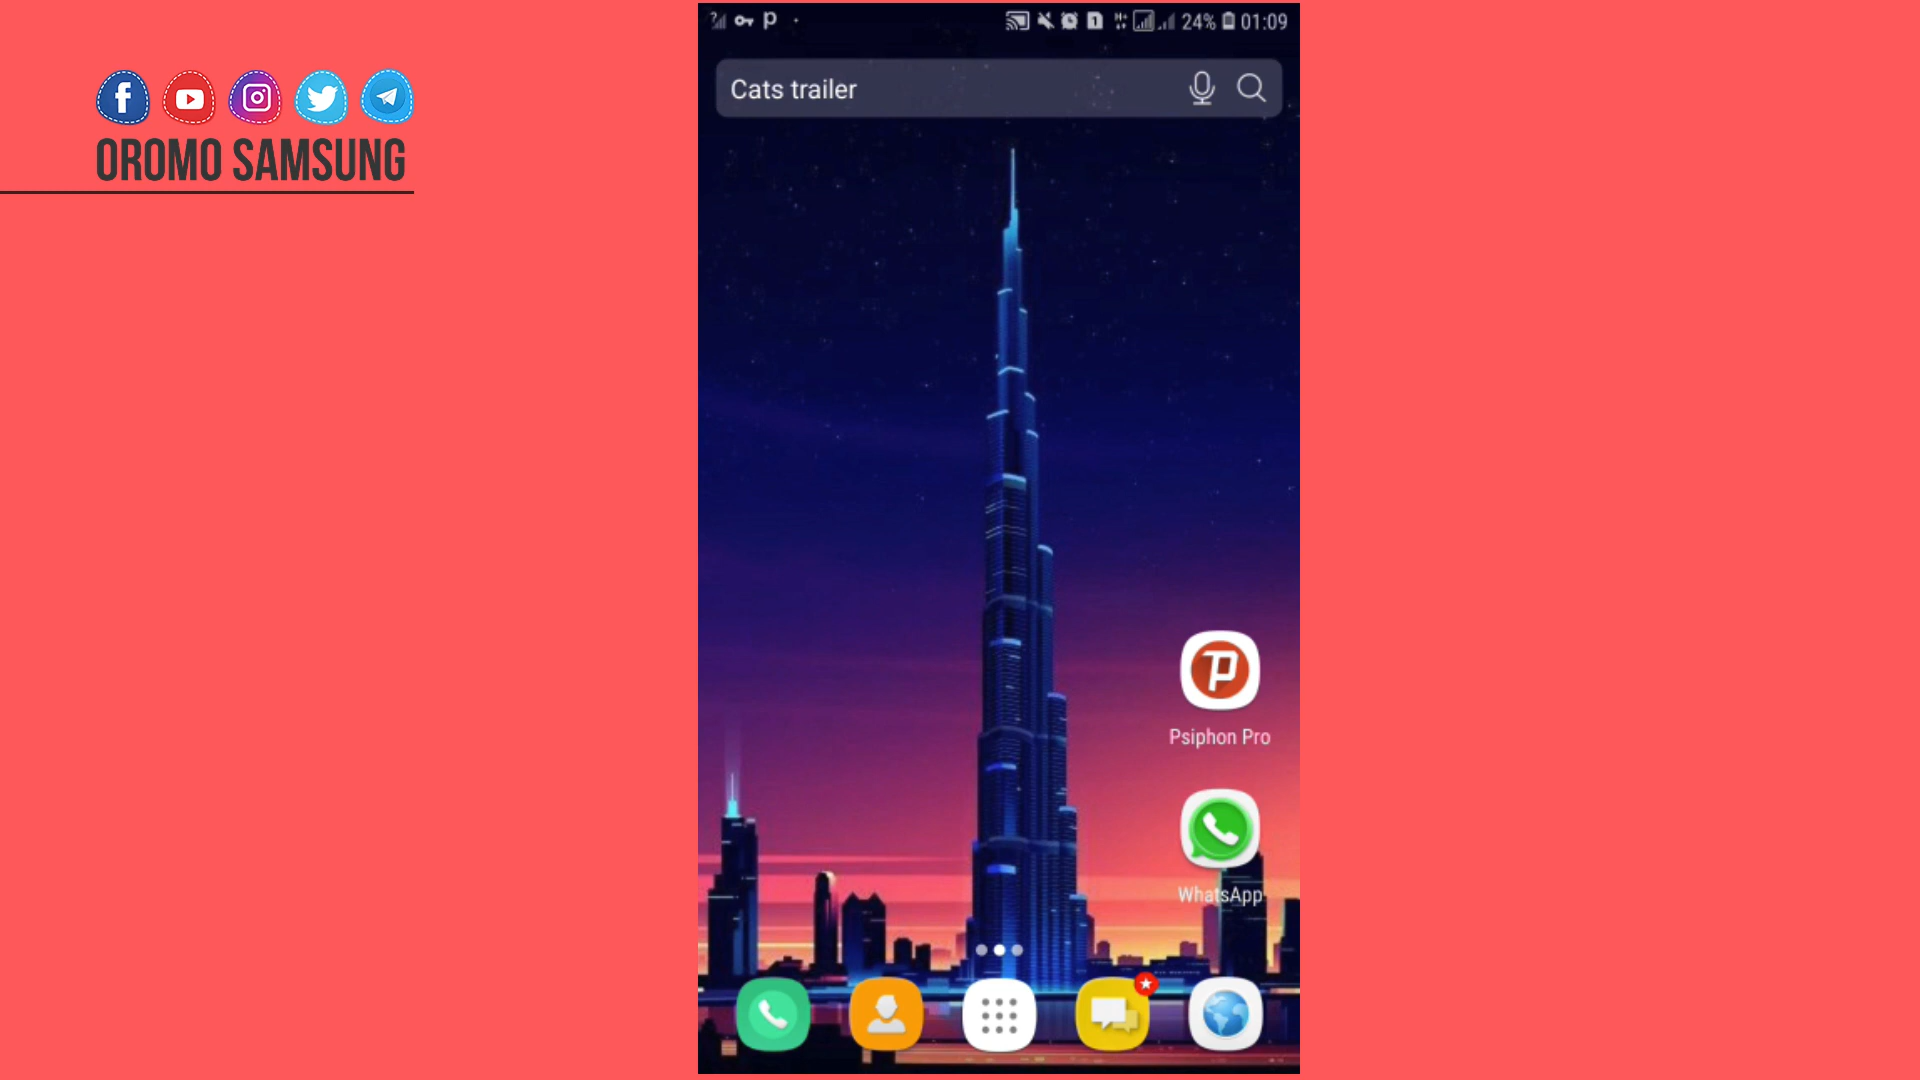 OROMO SAMSUNG
24% 01:09
Cats trailer
Psiphon Pro
WhatsApp